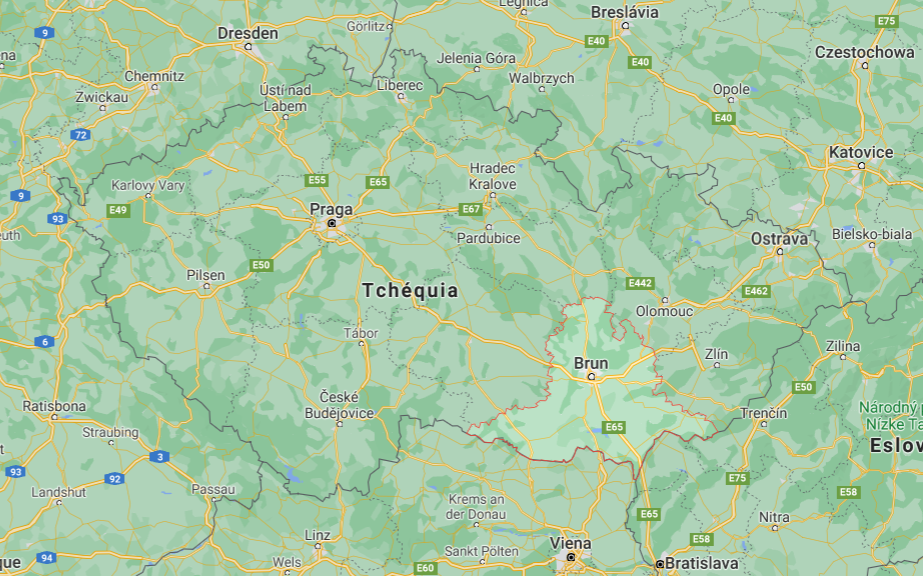 Legnica
Breslávia
9
Görlitz
Dresden
E40
E75
Czestochowa
Jelenia Góra
E40
Chemnitz
Walbrzych
Ústí nad
Labem
Liberec
Opole
Zwickau
E40
72
Katovice
Hradec
Kralove
Karlovy Vary
E55
E65
9
E49
93
Praga
E67
Pardubice
Ostrava
Bielsko-biala
E50
Pilsen
Tchéquia
E442
E462
Olomouc
6
Tábor
Brun
Zlín
Zilina
E50
České
Budějovice
Ratisbona
Trenčín
Národný
Nízke
Straubing
E65
3
93
92
E75
Landshut
Passau
E58
Krems an
der Donau
E65
Nitra
Linz
Viena
E58
94
Wels
E60
Sankt Pölten
Bratislava